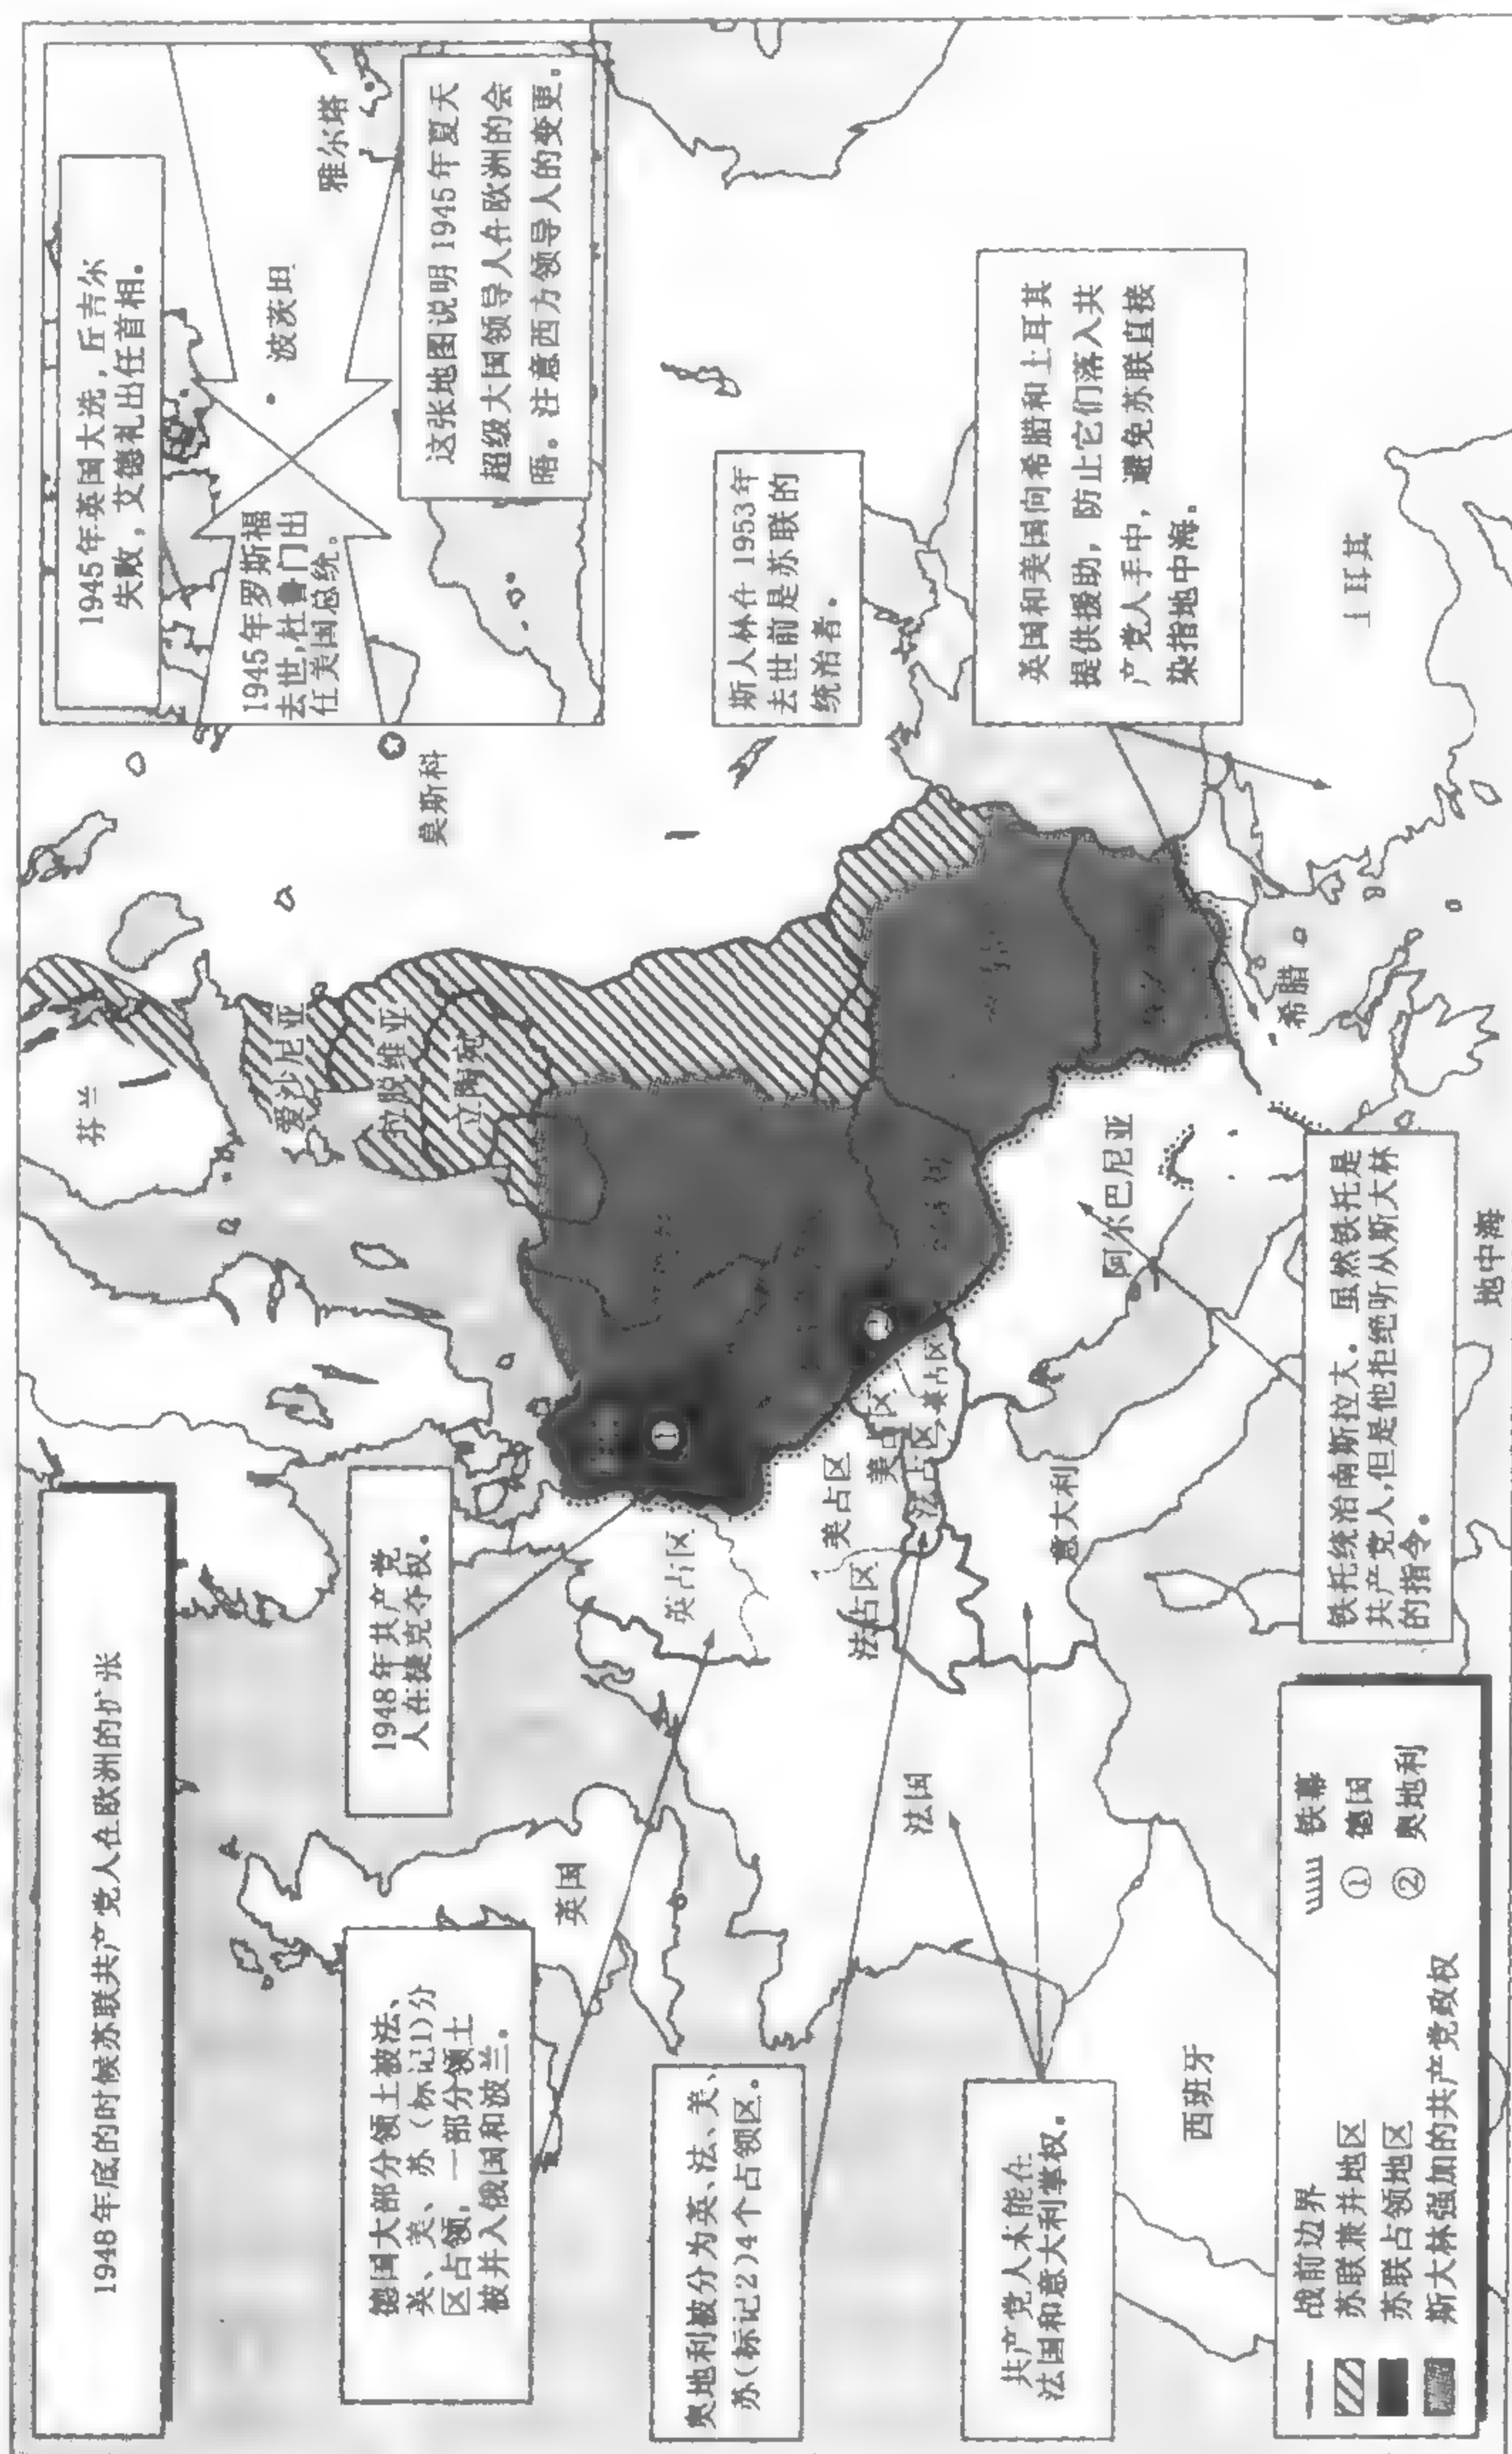 1948年底的时候苏联共产党人在欧洲的扩张
1945年英国大选，丘吉尔
失败，艾德礼出任首相。
1945年罗斯福
去世,杜鲁门出
任美国总统。
波茨坦
雅尔塔
这张地图说明1945年夏天
超级大国领导人在欧洲的会
晤。注意西方领导人的变更。
德国大部分领土被法、
英、美、苏（标记1）分
区占领，一部分领土
被并入俄国和波兰。
1948年共产党
人在捷克夺权。
奥地利被分为英、法、美、
苏(标记2)4个占领区。
共产党人未能在
法国和意大利掌权。
斯大林在1953年
去世前是苏联的
统治者。
英国和美国向希腊和土耳其
提供援助，防止它们落入共
产党人手中，避免苏联直接
染指地中海。
铁托统治南斯拉夫。虽然铁托是
共产党人,但是他拒绝听从斯大林
的指令。
芬兰
爱沙尼亚
拉脱维亚
立陶宛
莫斯科
英国
英占区
美占区
法占区
美占区
法占区
英占区
①
②
法国
意大利
阿尔巴尼亚
希腊
土耳其
西班牙
地中海
战前边界
苏联兼并地区
苏联占领地区
斯大林强加的共产党政权
铁幕
① 德国
② 奥地利